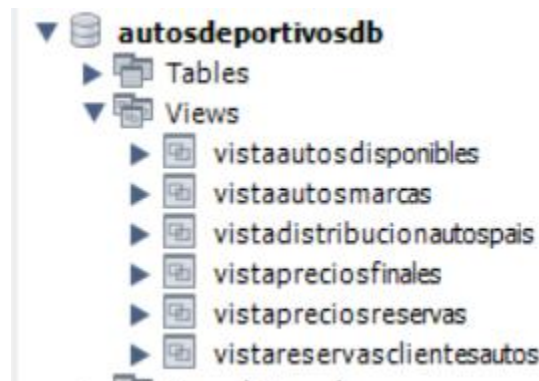 autosdeportivosdb
Tables
Views
vistaautosdisponibles
vistaautosmarcas
vistadistribucionautospais
vistapreciosfinales
vistapreciosreservas
vistareservasclientesautos